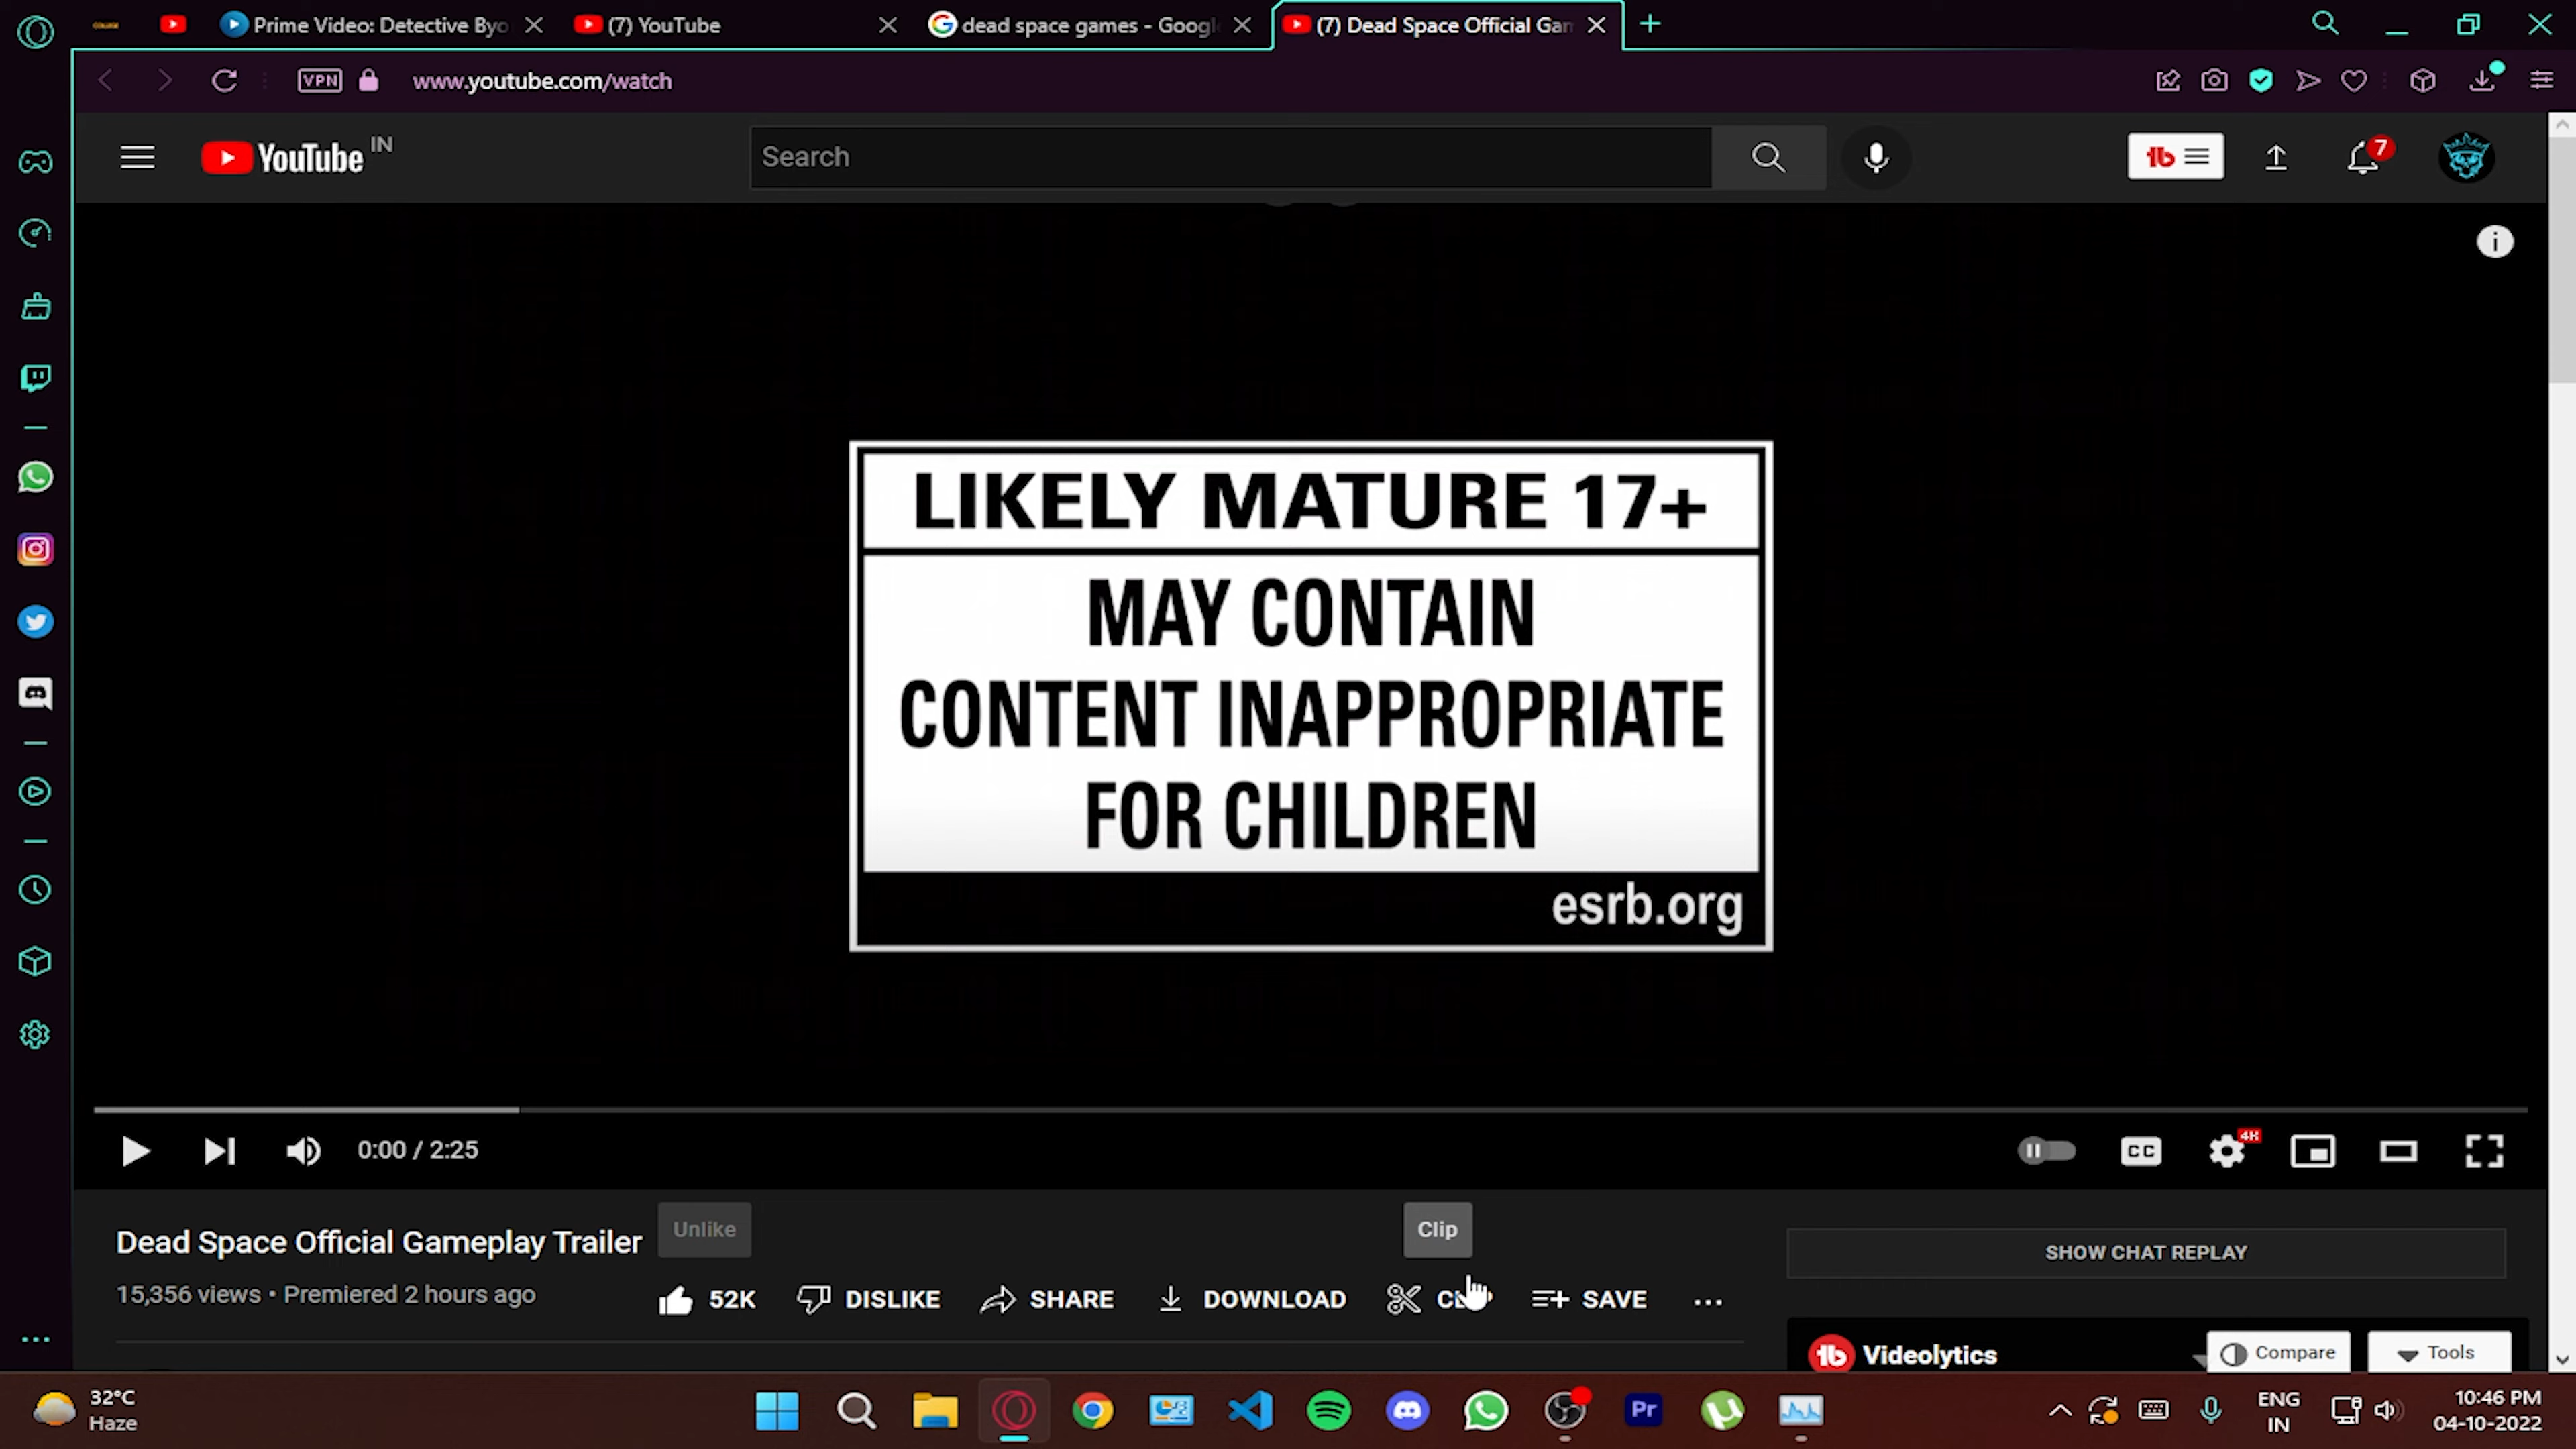 Prime Video: Detective Byo
(7) YouTube
dead space games - Googl
(7) Dead Space Official Gam
VPN
www.youtube.com/watch
YouTube IN
Search
7
LIKELY MATURE 17+
MAY CONTAIN
CONTENT INAPPROPRIATE
FOR CHILDREN
esrb.org
0:00 / 2:25
CC
4K
Dead Space Official Gameplay Trailer
Unlike
Clip
SHOW CHAT REPLAY
15,356 views • Premiered 2 hours ago
52K
DISLIKE
SHARE
DOWNLOAD
SAVE
Videolytics
Compare
Tools
32°C
Haze
Pr
ENG
IN
10:46 PM
04-10-2022